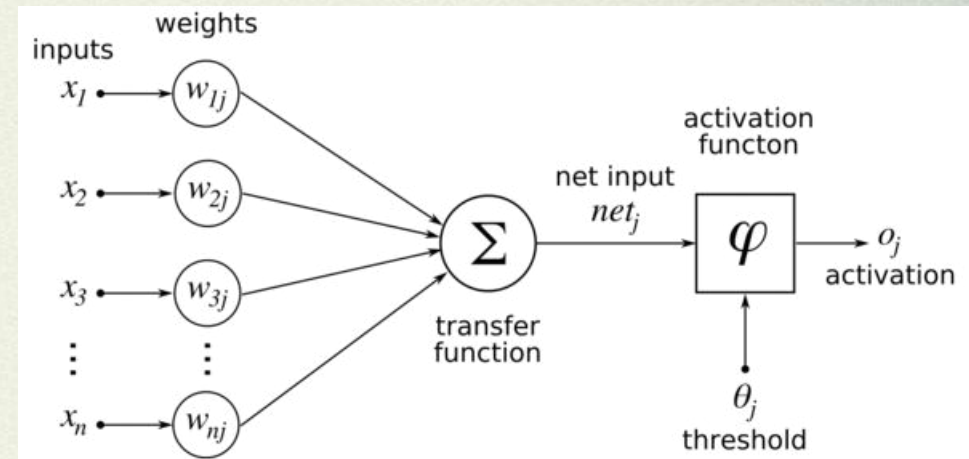 weights
inputs
x₁
w₁ⱼ
activation
functon
x₂
w₂ⱼ
net input
netⱼ
Σ
φ
oⱼ
activation
x₃
w₃ⱼ
transfer
function
⋮
⋮
θⱼ
threshold
xₙ
wₙⱼ